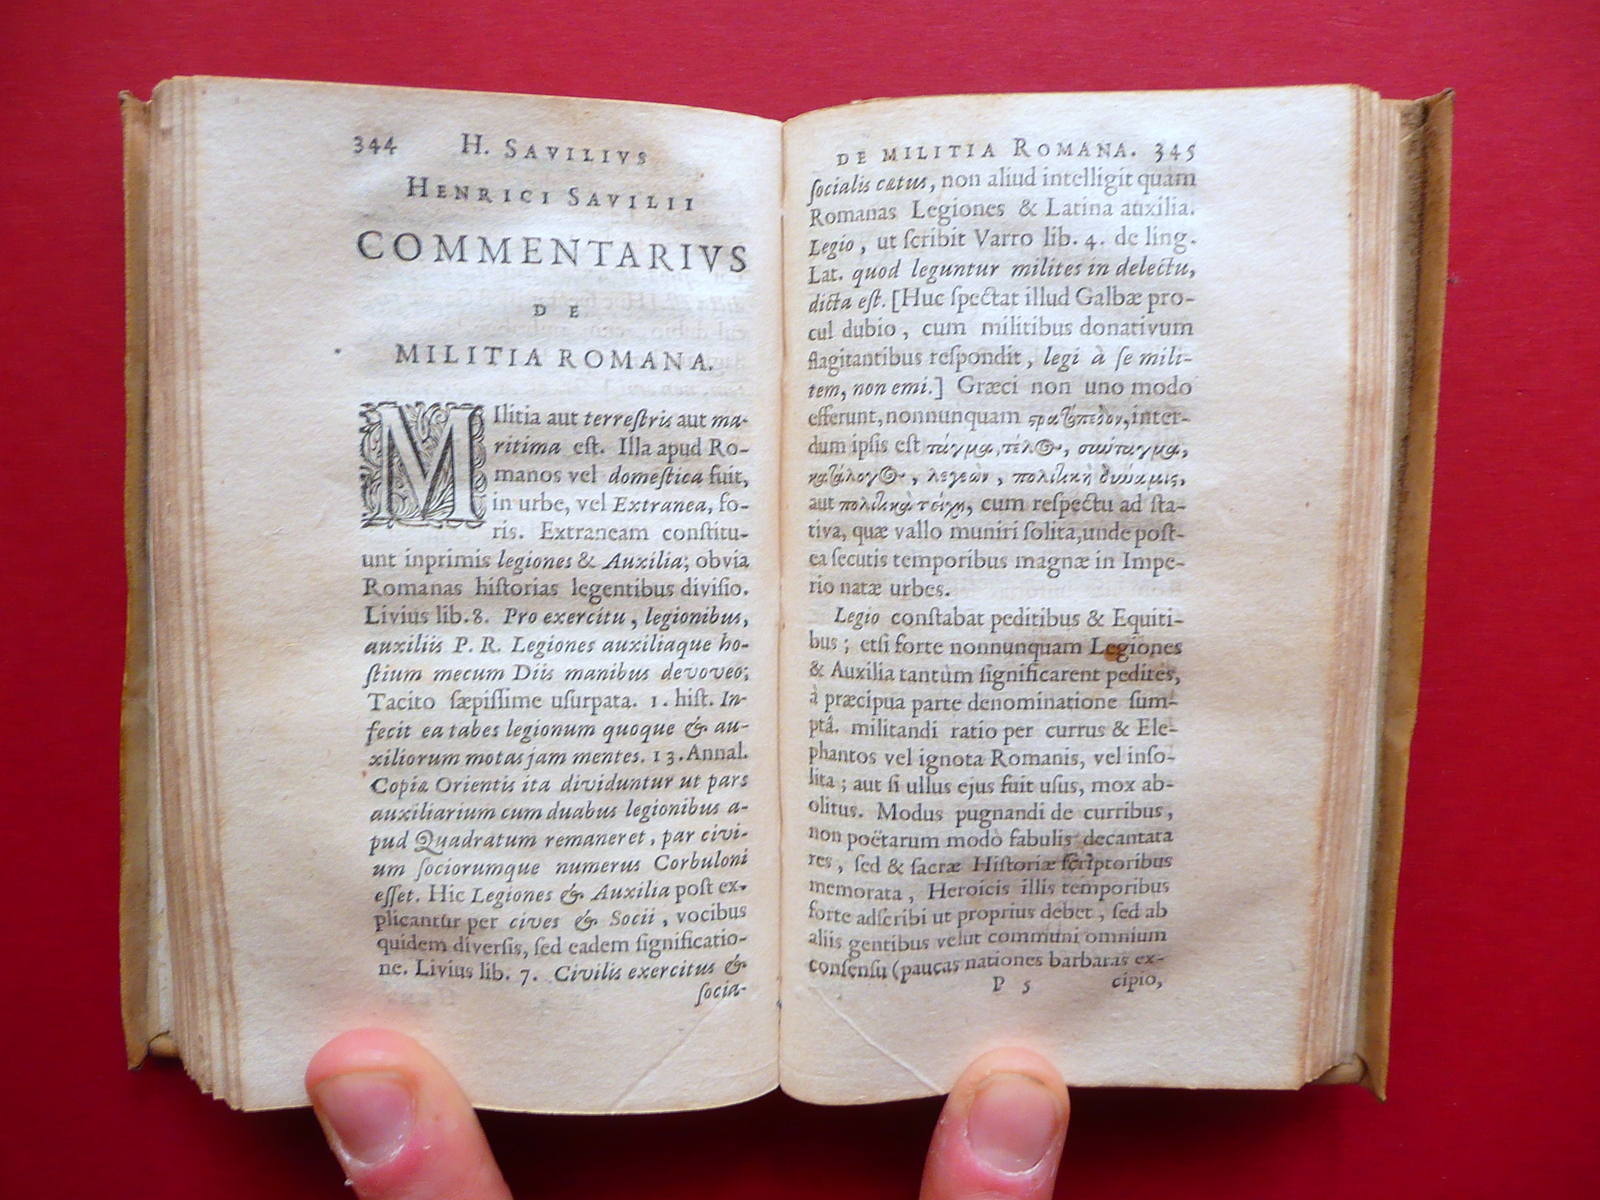 344 H. SAVILIVS
HENRICI SAVILII
COMMENTARIVS
DE
MILITIA ROMANA.
MIlitia aut terreſtris aut ma-
ritima eſt. Illa apud Ro-
manos vel domeſtica fuit,
in urbe, vel Extranea, fo-
ris. Extraneam conſtitu-
unt inprimis legiones & Auxilia; obvia
Romanas hiſtorias legentibus diviſio.
Livius lib. 8. Pro exercitu, legionibus,
auxiliis P. R. Legiones auxiliaque ho-
ſtium mecum Diis manibus devoveo;
Tacito ſæpiſſime uſurpata. 1. hiſt. In-
fecit ea tabes legionum quoque & au-
xiliorum motas jam mentes. 13. Annal.
Copiæ Orientis ita dividuntur ut pars
auxiliarium cum duabus legionibus a-
pud Quadratum remaneret, par civi-
um ſociorumque numerus Corbuloni
eſſet. Hic Legiones & Auxilia poſt ex-
plicantur per cives & Socii, vocibus
quidem diverſis, ſed eadem ſignificatio-
ne. Livius lib. 7. Civilis exercitus &
ſocia-
DE MILITIA ROMANA. 345
ſocialis cætus, non aliud intelligit quam
Romanas Legiones & Latina auxilia.
Legio, ut ſcribit Varro lib. 4. de ling.
Lat. quod leguntur milites in delectu,
dicta eſt. [Huc ſpectat illud Galbæ pro-
cul dubio, cum militibus donativum
flagitantibus reſpondit, legi à ſe mili-
tem, non emi.] Græci non uno modo
efferunt, nonnunquam ϛρατόπεδον, inter-
dum ipſis eſt τάγμα, τέλος, σύνταγμα,
κατάλογος, λεγεών, πολιτικὴ δύναμις,
aut πολιτικὰ τείχη, cum reſpectu ad ſta-
tiva, quæ vallo muniri ſolita, unde poſt-
ea ſecutis temporibus magnæ in Impe-
rio natæ urbes.
Legio conſtabat peditibus & Equiti-
bus; etſi forte nonnunquam Legiones
& Auxilia tantùm ſignificarent pedites,
à præcipua parte denominatione ſum-
ptâ. militandi ratio per currus & Ele-
phantos vel ignota Romanis, vel inſo-
lita; aut ſi ullus ejus fuit uſus, mox ab-
olitus. Modus pugnandi de curribus,
non poëtarum modò fabulis decantata
res, ſed & ſacræ Hiſtoriæ ſcriptoribus
memorata, Heroicis illis temporibus
forte adſcribi ut proprius debet, ſed ab
aliis gentibus velut communi omnium
conſenſu (paucas nationes barbaras ex-
P 5 cipio,